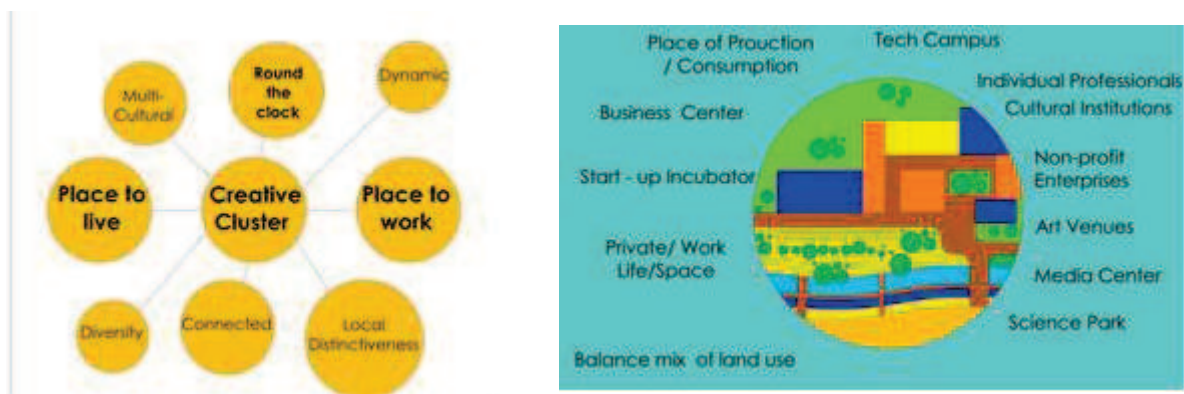 Round
the
clock
Dynamic
Multi-
Cultural
Place to
live
Creative
Cluster
Place to
work
Diversity
Connected
Local
Distinctiveness
Place of Prouction
/ Consumption
Tech Campus
Individual Professionals
Cultural Institutions
Business Center
Non-profit
Enterprises
Start - up Incubator
Art Venues
Private/ Work
Life/Space
Media Center
Science Park
Balance mix of land use